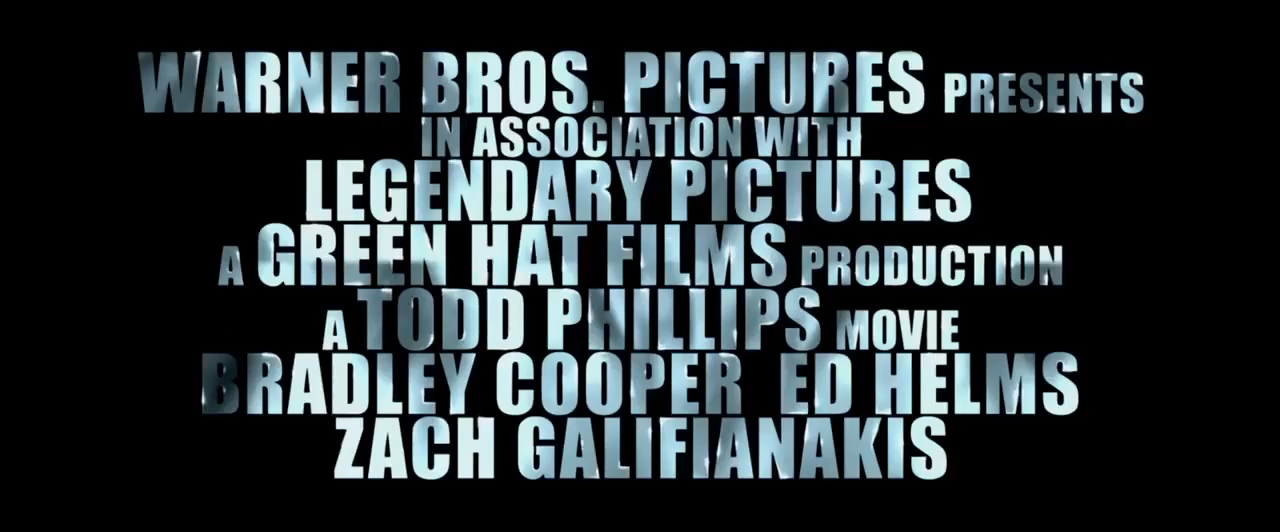 WARNER BROS. PICTURES PRESENTS
IN ASSOCIATION WITH
LEGENDARY PICTURES
A GREEN HAT FILMS PRODUCTION
A TODD PHILLIPS MOVIE
BRADLEY COOPER ED HELMS
ZACH GALIFIANAKIS